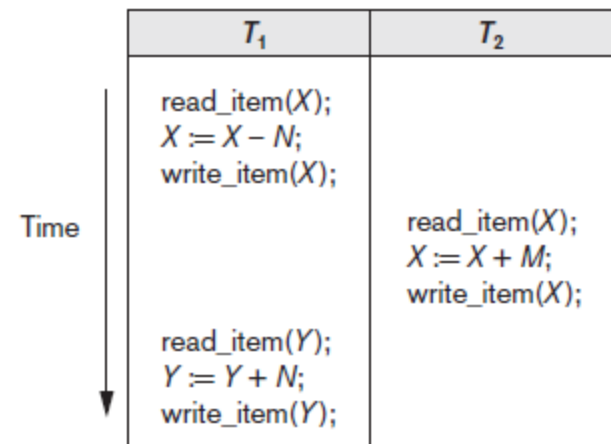 T₁ T₂
read_item(X);
X := X – N;
write_item(X);
Time
read_item(X);
X := X + M;
write_item(X);
read_item(Y);
Y := Y + N;
write_item(Y);